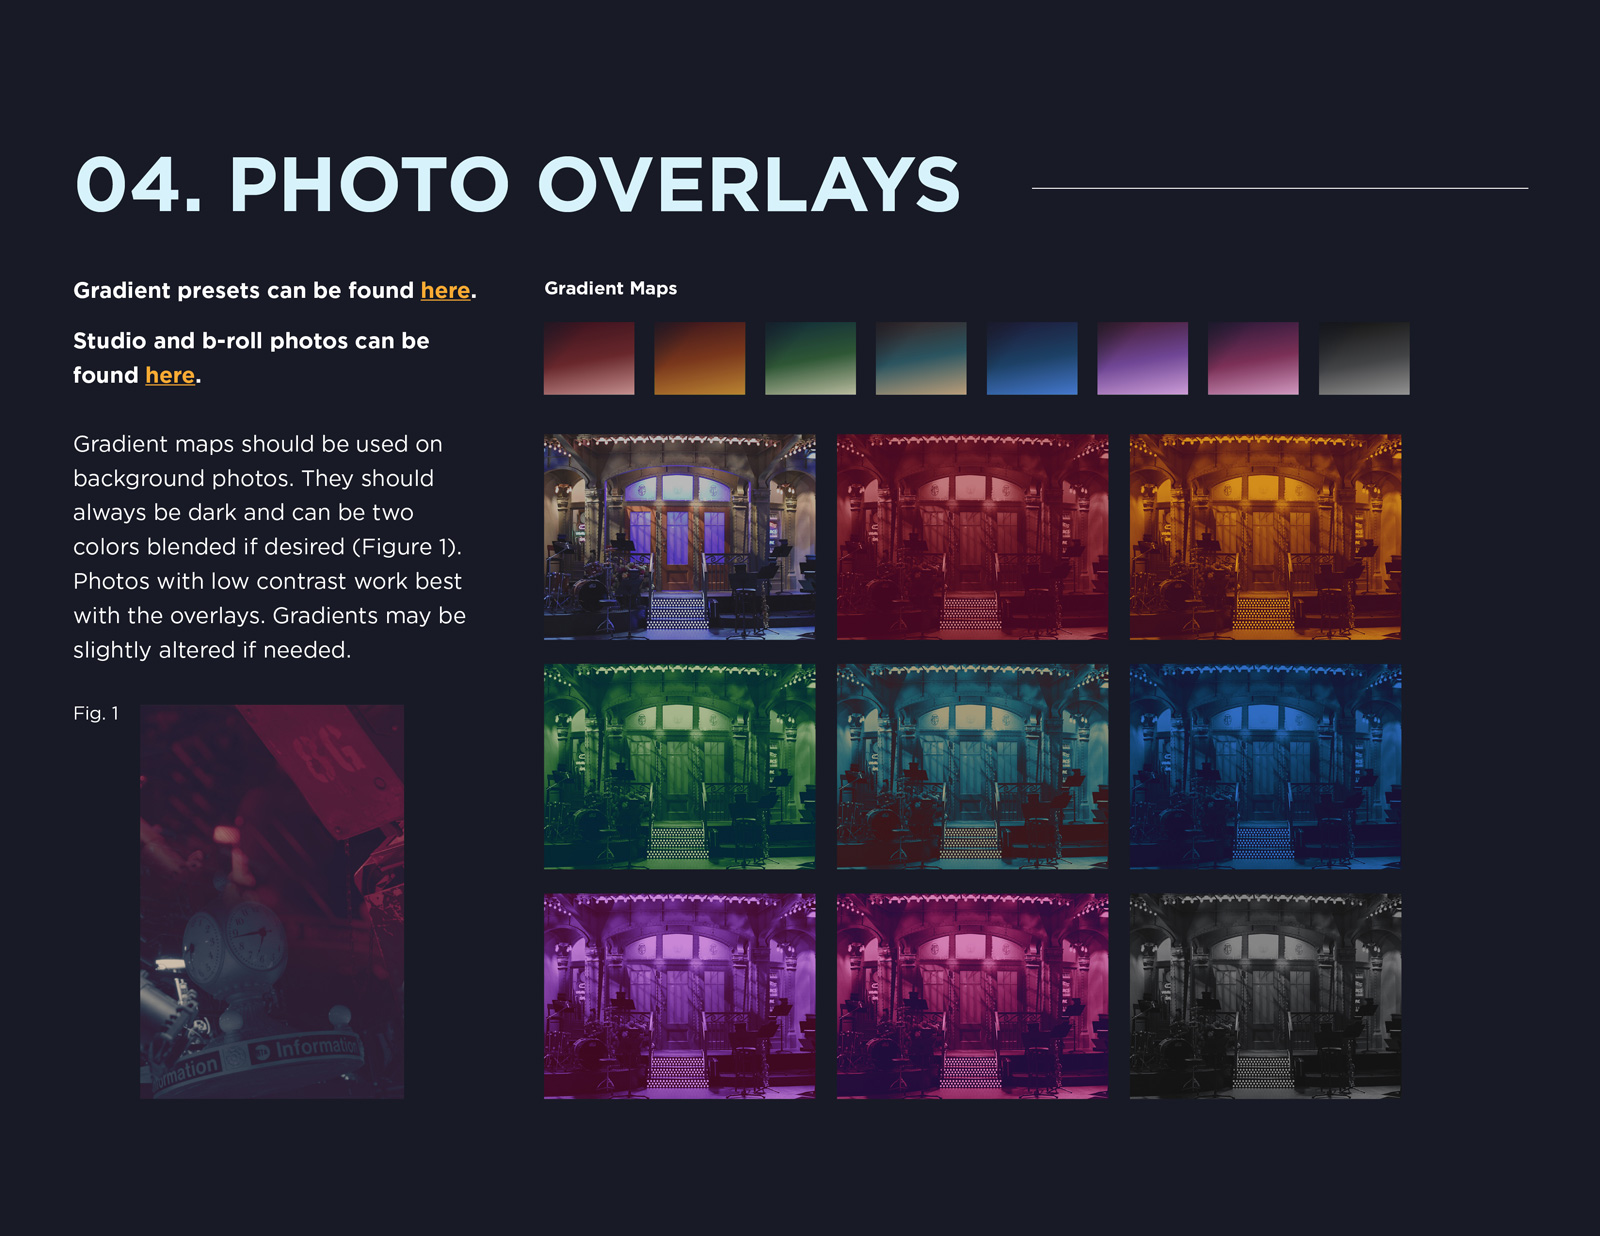 04. PHOTO OVERLAYS
Gradient presets can be found here.
Studio and b-roll photos can be
found here.
Gradient maps should be used on
background photos. They should
always be dark and can be two
colors blended if desired (Figure 1).
Photos with low contrast work best
with the overlays. Gradients may be
slightly altered if needed.
Fig. 1
8G
Information
Gradient Maps